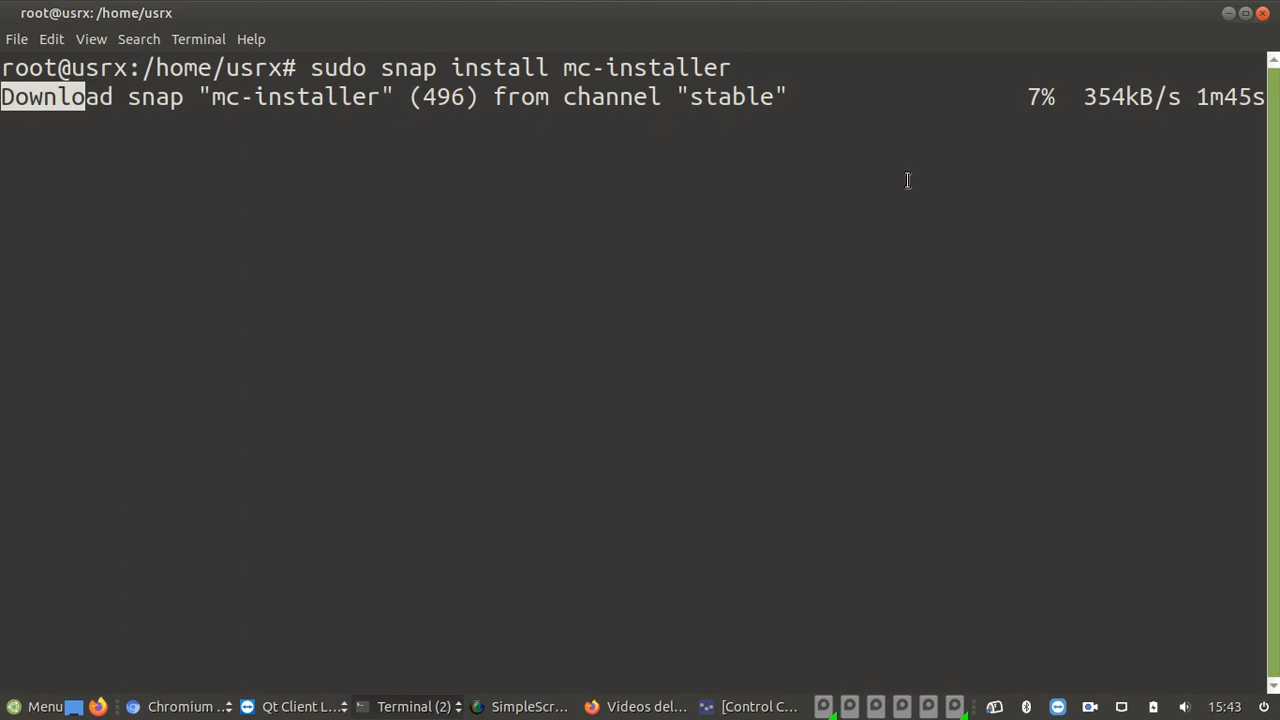 root@usrx: /home/usrx
File Edit View Search Terminal Help
root@usrx:/home/usrx# sudo snap install mc-installer
Download snap "mc-installer" (496) from channel "stable" 7% 354kB/s 1m45s
Menu Chromium ... Qt Client L... Terminal (2) SimpleScr... Videos del... [Control C... 15:43